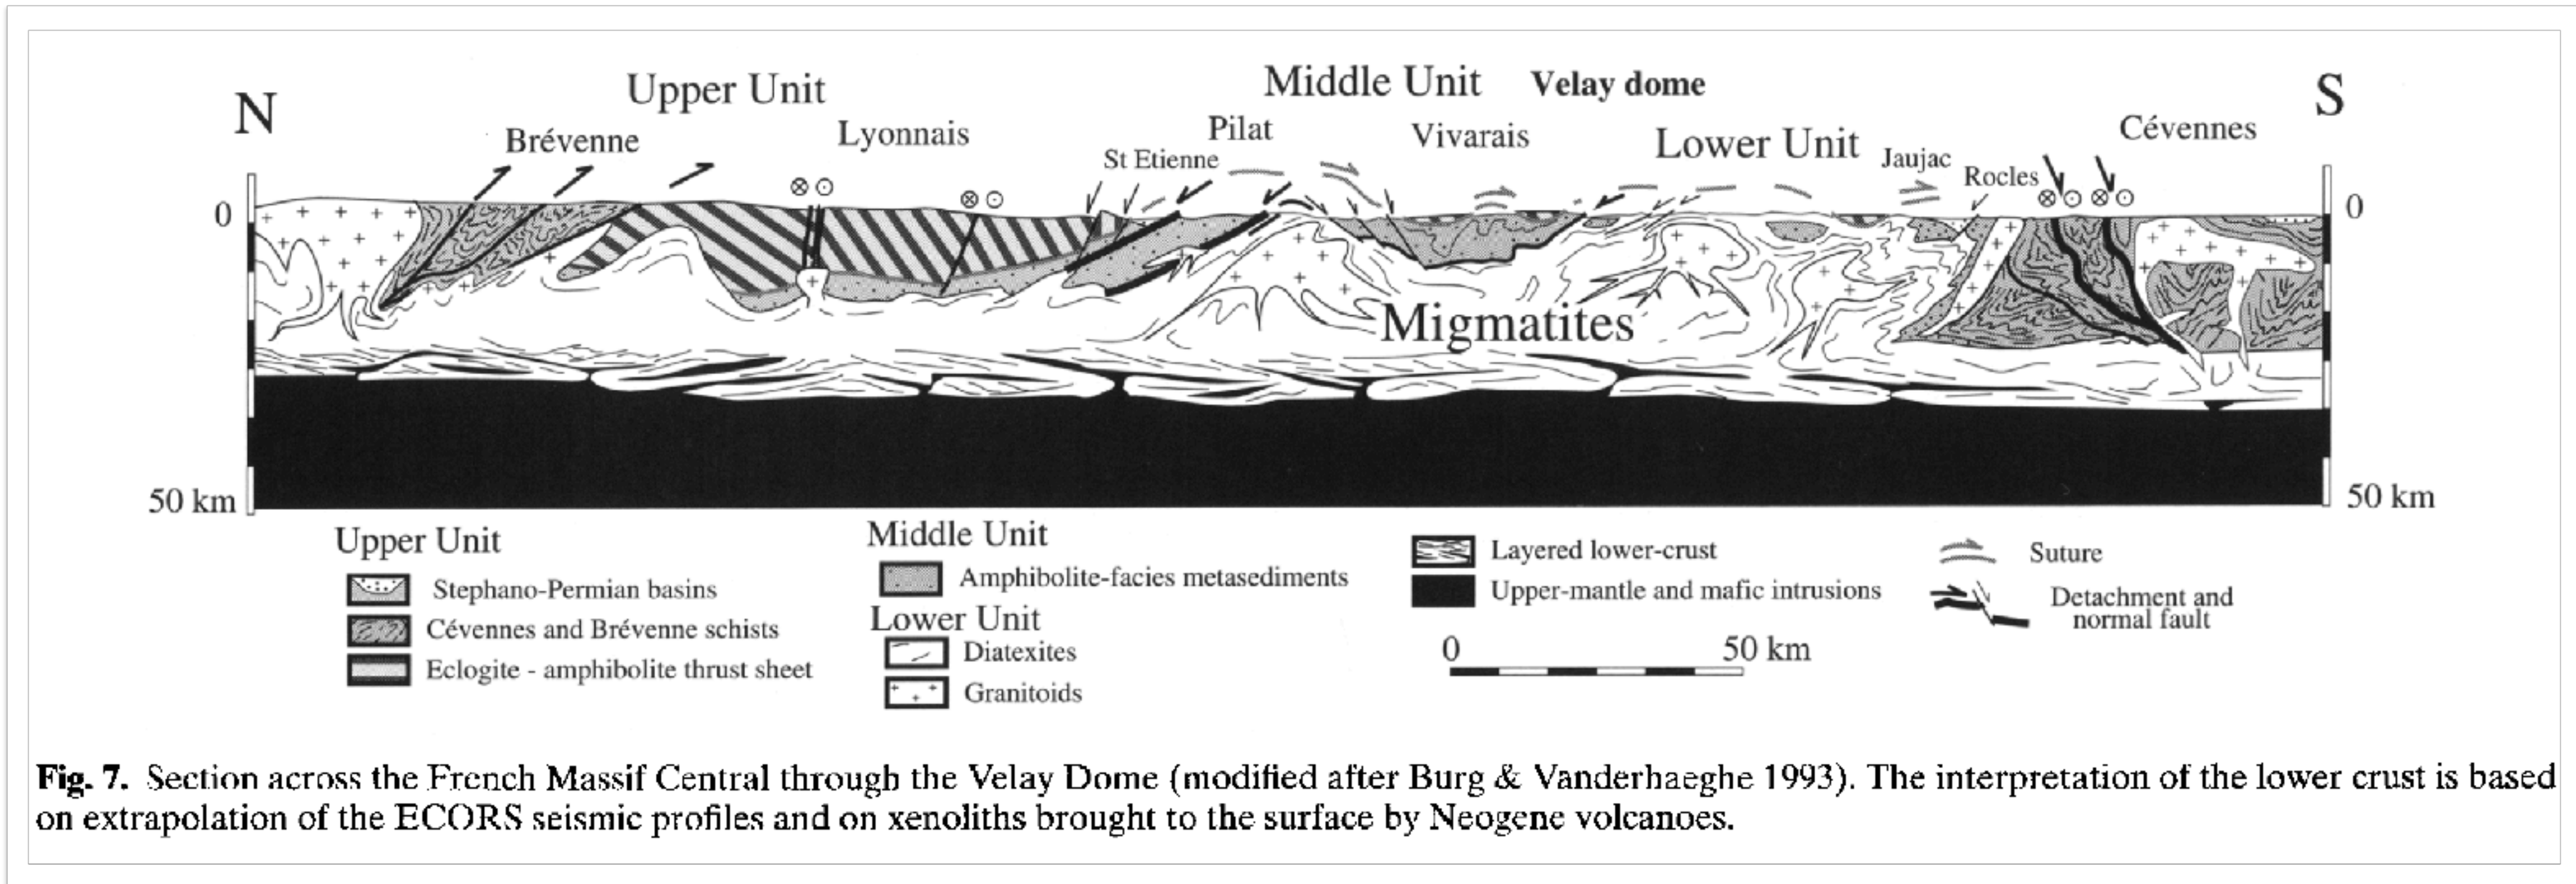 N
Upper Unit
Middle Unit
Velay dome
S
Brévenne
Lyonnais
Pilat
Vivarais
Lower Unit
Cévennes
St Etienne
Jaujac
Rocles
0
0
Migmatites
50 km
50 km
Upper Unit
Stephano-Permian basins
Cévennes and Brévenne schists
Eclogite - amphibolite thrust sheet
Middle Unit
Amphibolite-facies metasediments
Lower Unit
Diatexites
Granitoids
Layered lower-crust
Upper-mantle and mafic intrusions
0 50 km
Suture
Detachment and
normal fault
Fig. 7. Section across the French Massif Central through the Velay Dome (modified after Burg & Vanderhaeghe 1993). The interpretation of the lower crust is based
on extrapolation of the ECORS seismic profiles and on xenoliths brought to the surface by Neogene volcanoes.